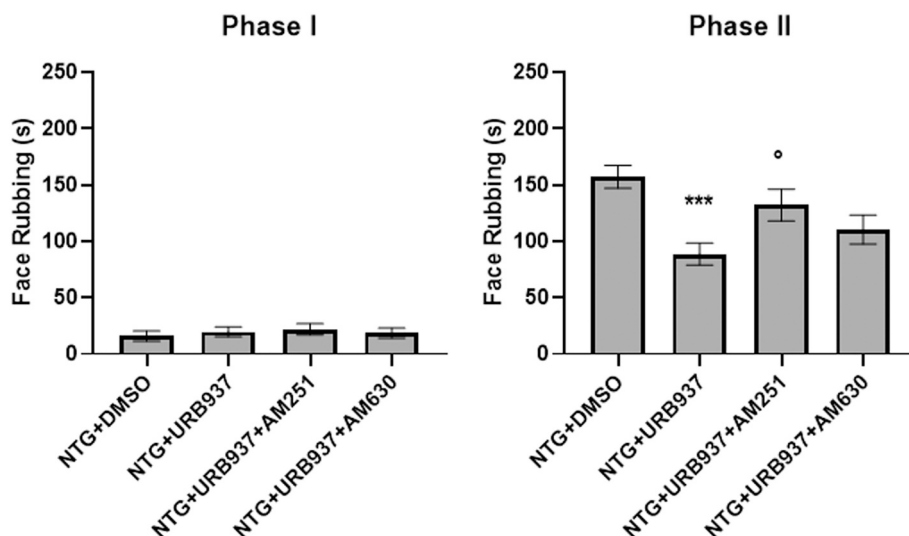 Phase I
Face Rubbing (s)
250
200
150
100
50
0
NTG+DMSO
NTG+URB937
NTG+URB937+AM251
NTG+URB937+AM630
Phase II
Face Rubbing (s)
250
200
150
100
50
0
***
°
NTG+DMSO
NTG+URB937
NTG+URB937+AM251
NTG+URB937+AM630